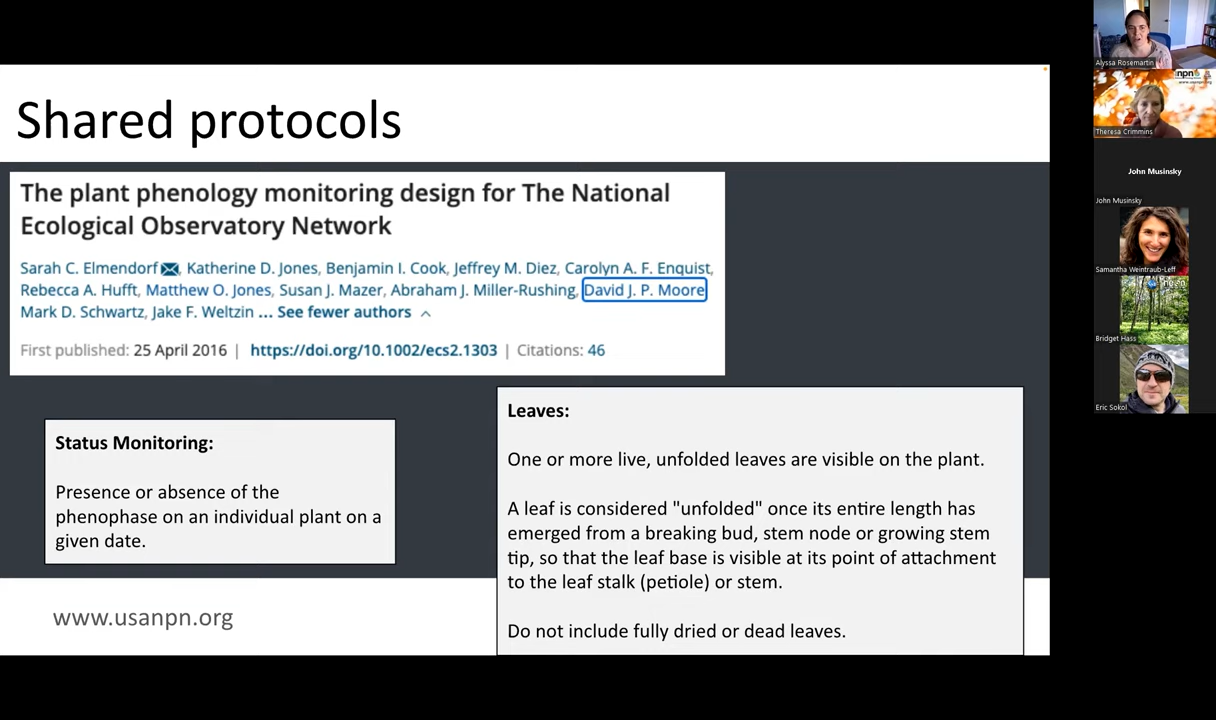 Shared protocols
The plant phenology monitoring design for The National
Ecological Observatory Network
Sarah C. Elmendorf, Katherine D. Jones, Benjamin I. Cook, Jeffrey M. Diez, Carolyn A. F. Enquist,
Rebecca A. Hufft, Matthew O. Jones, Susan J. Mazer, Abraham J. Miller-Rushing, David J. P. Moore
Mark D. Schwartz, Jake F. Weltzin ... See fewer authors
First published: 25 April 2016 | https://doi.org/10.1002/ecs2.1303 | Citations: 46
Status Monitoring:
Presence or absence of the
phenophase on an individual plant on a
given date.
Leaves:
One or more live, unfolded leaves are visible on the plant.
A leaf is considered "unfolded" once its entire length has
emerged from a breaking bud, stem node or growing stem
tip, so that the leaf base is visible at its point of attachment
to the leaf stalk (petiole) or stem.
Do not include fully dried or dead leaves.
www.usanpn.org
Alyssa Rosemartin
npn
www.usanpn.org
Theresa Crimmins
John Musinsky
John Musinsky
Samantha Weintraub-Leff
neon
Bridget Hass
Eric Sokol